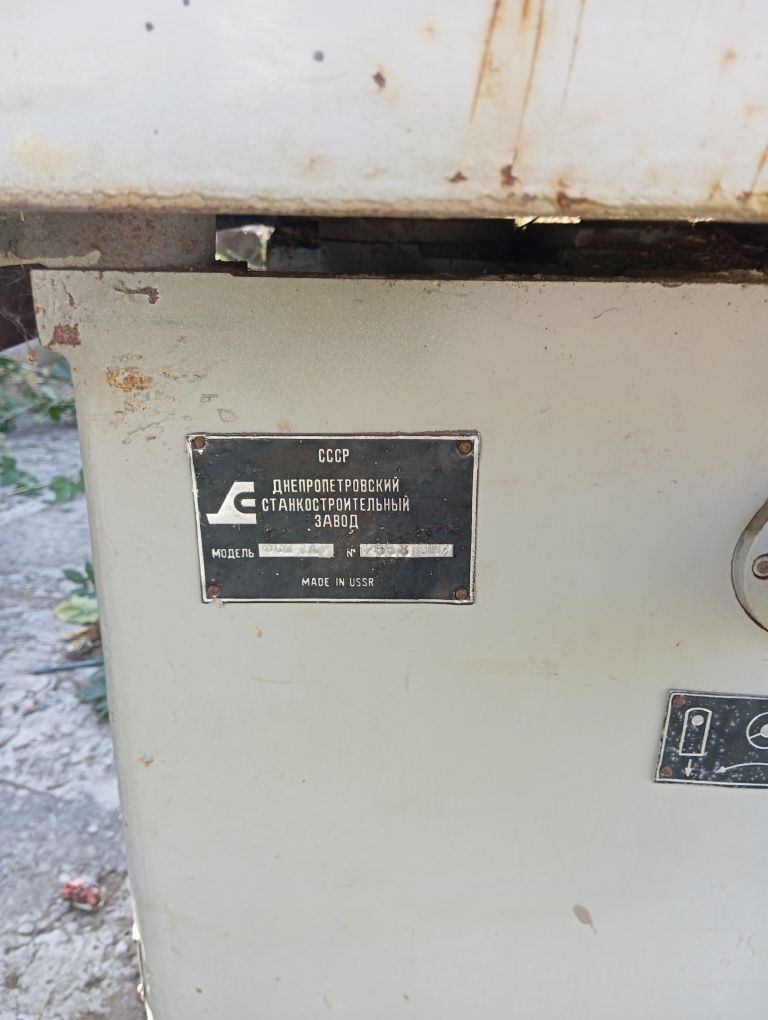 СССР
ДНЕПРОПЕТРОВСКИЙ
СТАНКОСТРОИТЕЛЬНЫЙ
ЗАВОД
МОДЕЛЬ №
MADE IN USSR